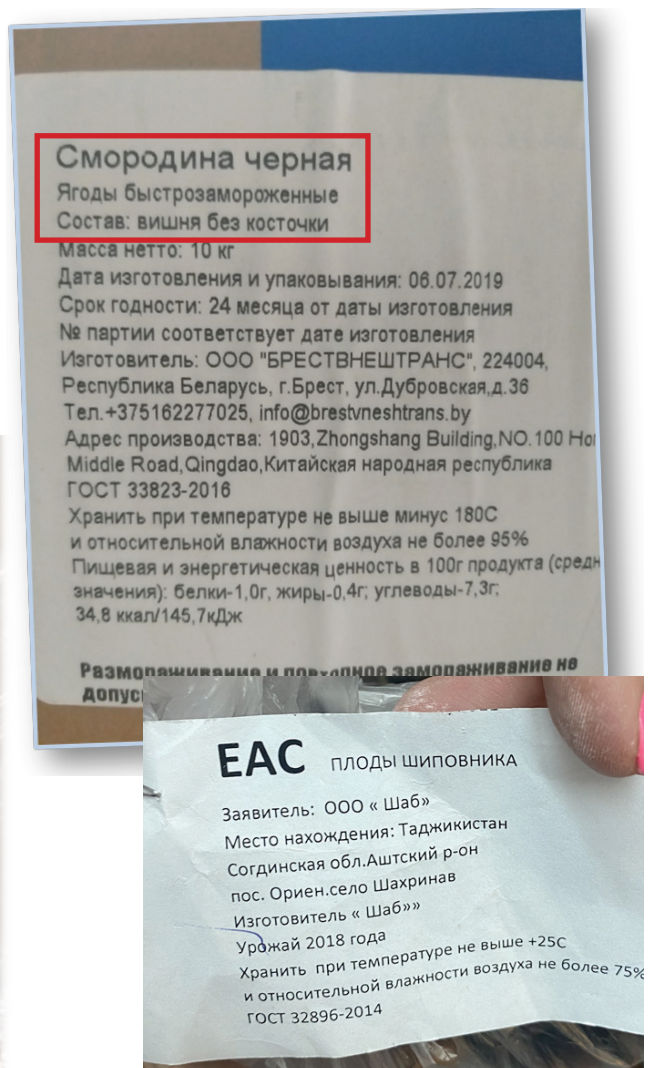 Смородина черная
Ягоды быстрозамороженные
Состав: вишня без косточки
Масса нетто: 10 кг
Дата изготовления и упаковывания: 06.07.2019
Срок годности: 24 месяца от даты изготовления
№ партии соответствует дате изготовления
Изготовитель: ООО "БРЕСТВНЕШТРАНС", 224004,
Республика Беларусь, г.Брест, ул.Дубровская,д.36
Тел.+375162277025, info@brestvneshtrans.by
Адрес производства: 1903,Zhongshang Building,NO.100
Middle Road,Qingdao,Китайская народная республика
ГОСТ 33823-2016
Хранить при температуре не выше минус 180С
и относительной влажности воздуха не более 95%
Пищевая и энергетическая ценность в 100г продукта
значения): белки-1,0г, жиры-0,4г; углеводы-7,3г;
34,8 ккал/145,7кДж
Размораживание и повторное замораживание не
EAC ПЛОДЫ ШИПОВНИКА
Заявитель: ООО « Шаб»
Место нахождения: Таджикистан
Согдинская обл.Аштский р-он
пос. Ориен.село Шахринав
Изготовитель « Шаб»»
Урожай 2018 года
Хранить при температуре не выше +25С
и относительной влажности воздуха не более 75%
ГОСТ 32896-2014